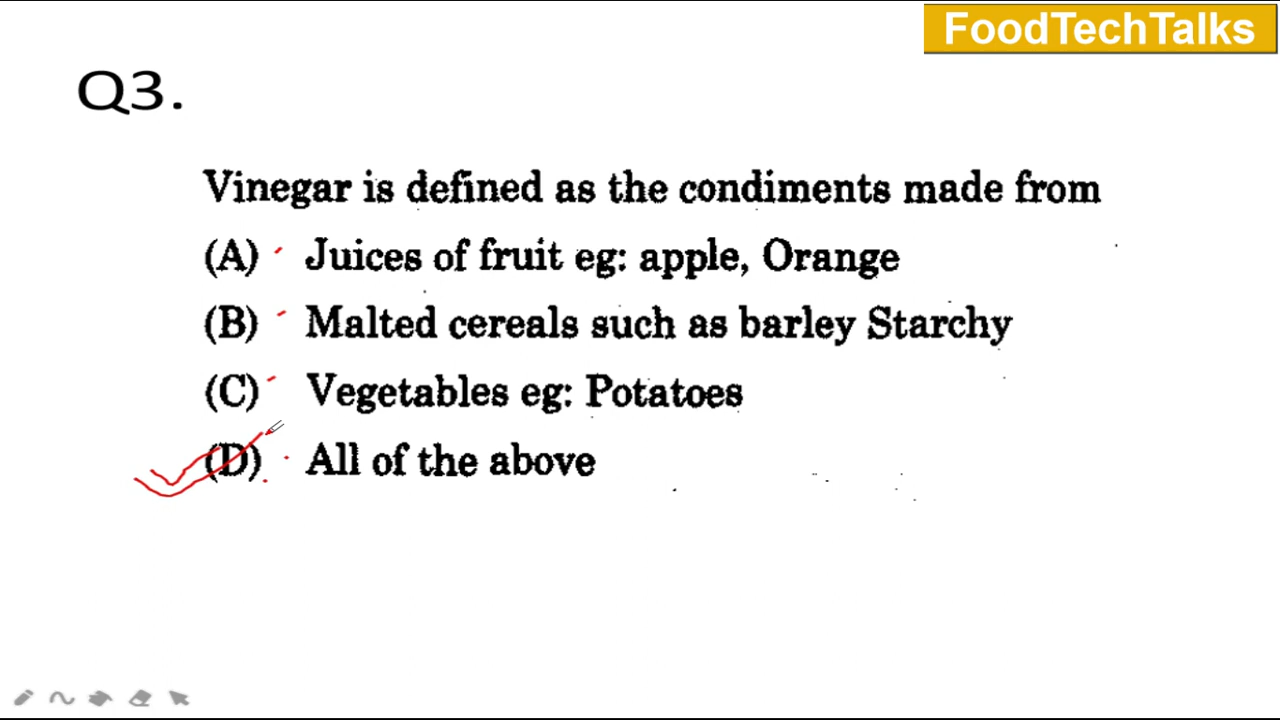 FoodTechTalks
Q3.
Vinegar is defined as the condiments made from
(A) Juices of fruit eg: apple, Orange
(B) Malted cereals such as barley Starchy
(C) Vegetables eg: Potatoes
(D) All of the above